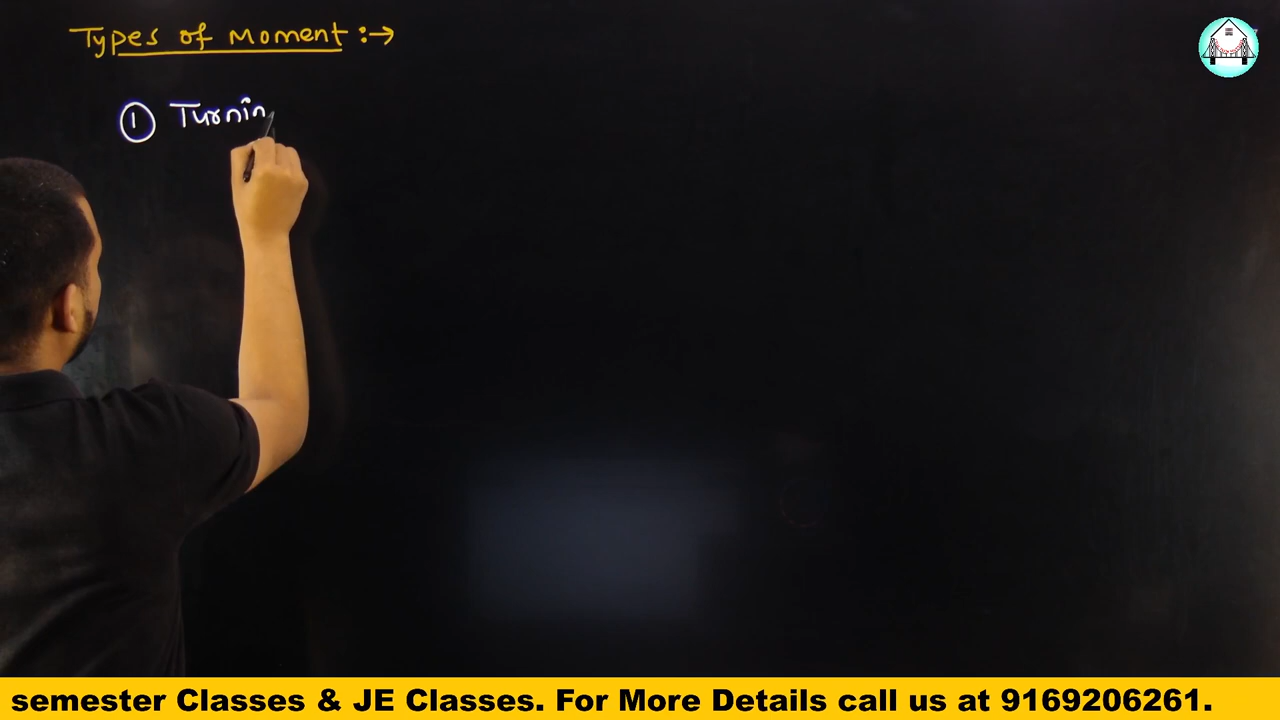 Types of Moment :→
① Turnin
semester Classes & JE Classes. For More Details call us at 9169206261.